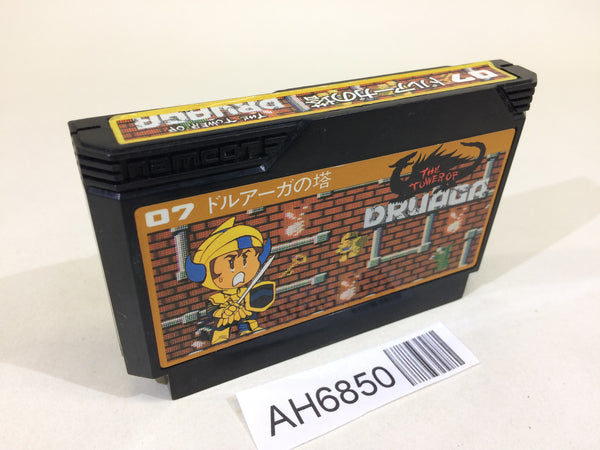 07 ドルアーガの塔
THE TOWER OF
DRUAGA
namcot
07 ドルアーガの塔
THE
TOWER OF
DRUAGA
AH6850